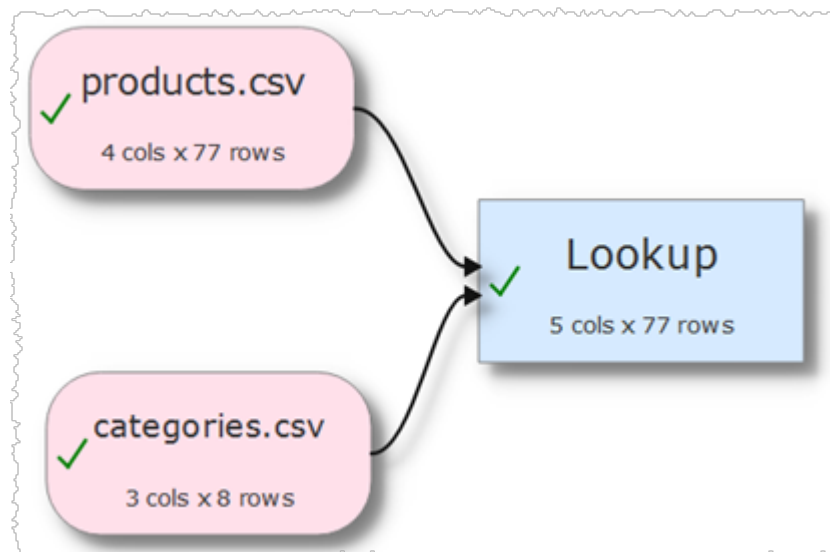 products.csv
4 cols x 77 rows
Lookup
5 cols x 77 rows
categories.csv
3 cols x 8 rows